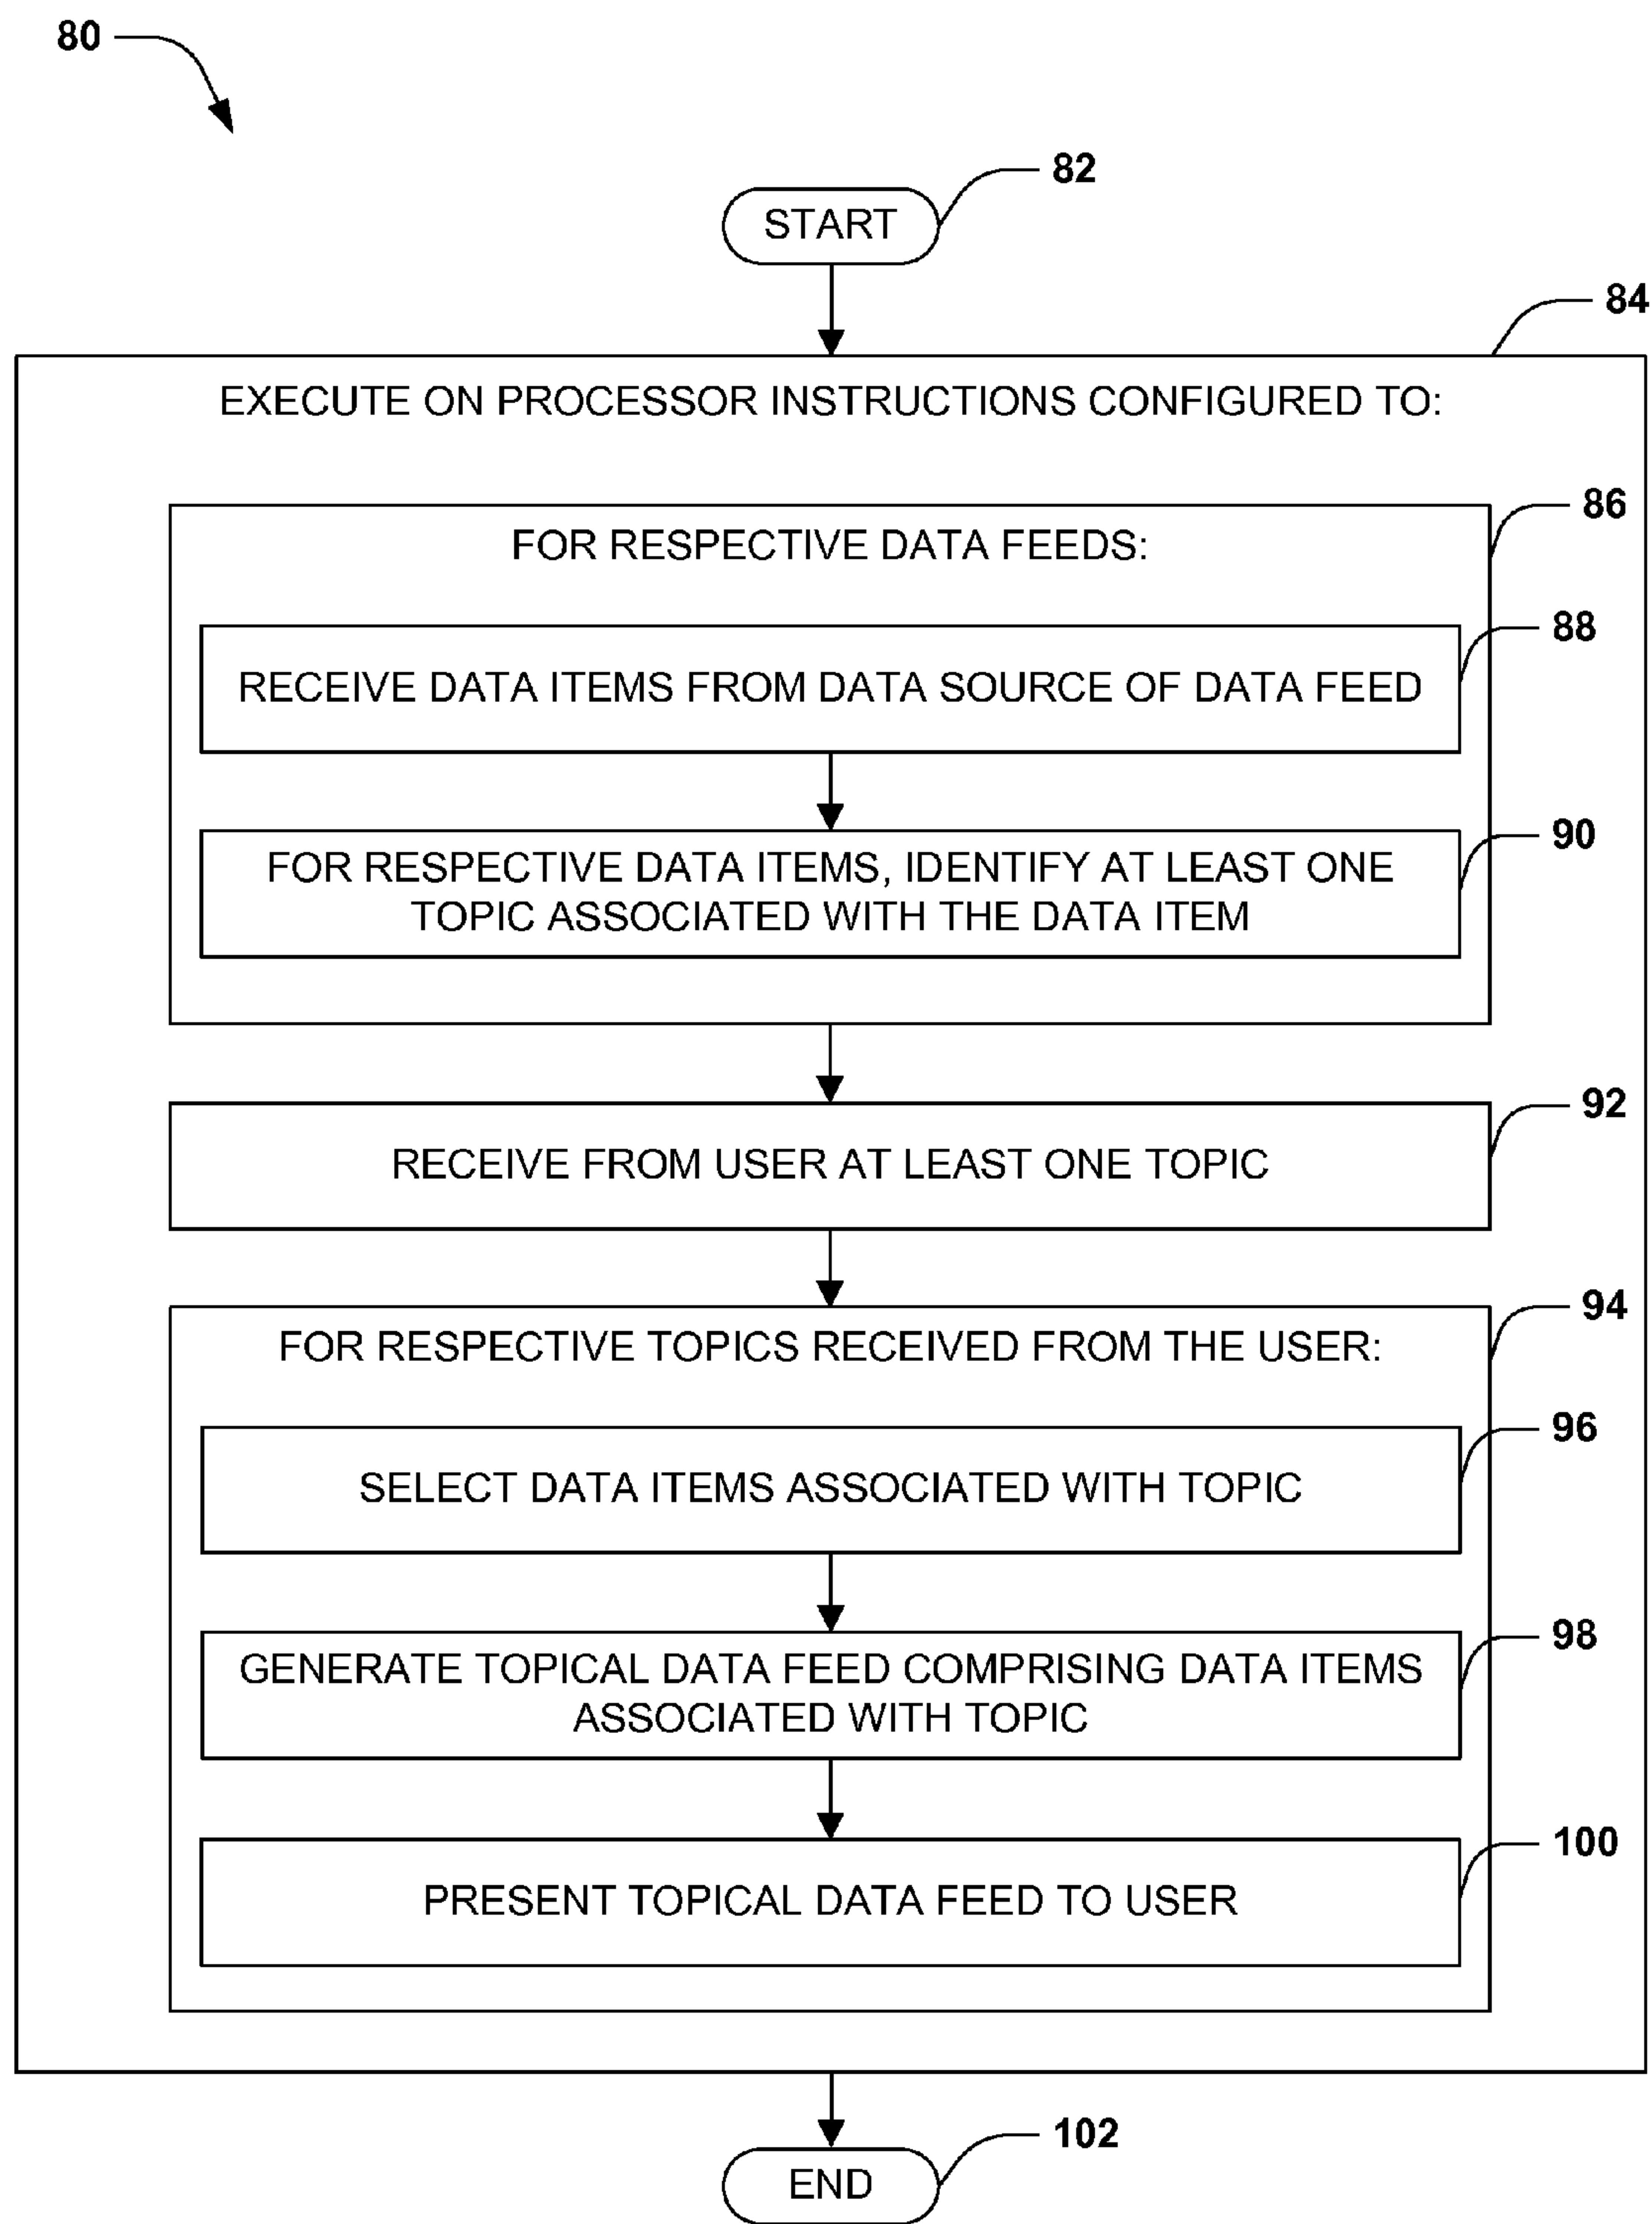 80
82
START
84
EXECUTE ON PROCESSOR INSTRUCTIONS CONFIGURED TO:
86
FOR RESPECTIVE DATA FEEDS:
88
RECEIVE DATA ITEMS FROM DATA SOURCE OF DATA FEED
90
FOR RESPECTIVE DATA ITEMS, IDENTIFY AT LEAST ONE
TOPIC ASSOCIATED WITH THE DATA ITEM
92
RECEIVE FROM USER AT LEAST ONE TOPIC
94
FOR RESPECTIVE TOPICS RECEIVED FROM THE USER:
96
SELECT DATA ITEMS ASSOCIATED WITH TOPIC
98
GENERATE TOPICAL DATA FEED COMPRISING DATA ITEMS
ASSOCIATED WITH TOPIC
100
PRESENT TOPICAL DATA FEED TO USER
102
END